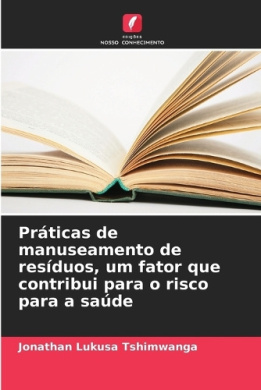 edições
NOSSO CONHECIMENTO
Práticas de
manuseamento de
resíduos, um fator que
contribui para o risco
para a saúde
Jonathan Lukusa Tshimwanga